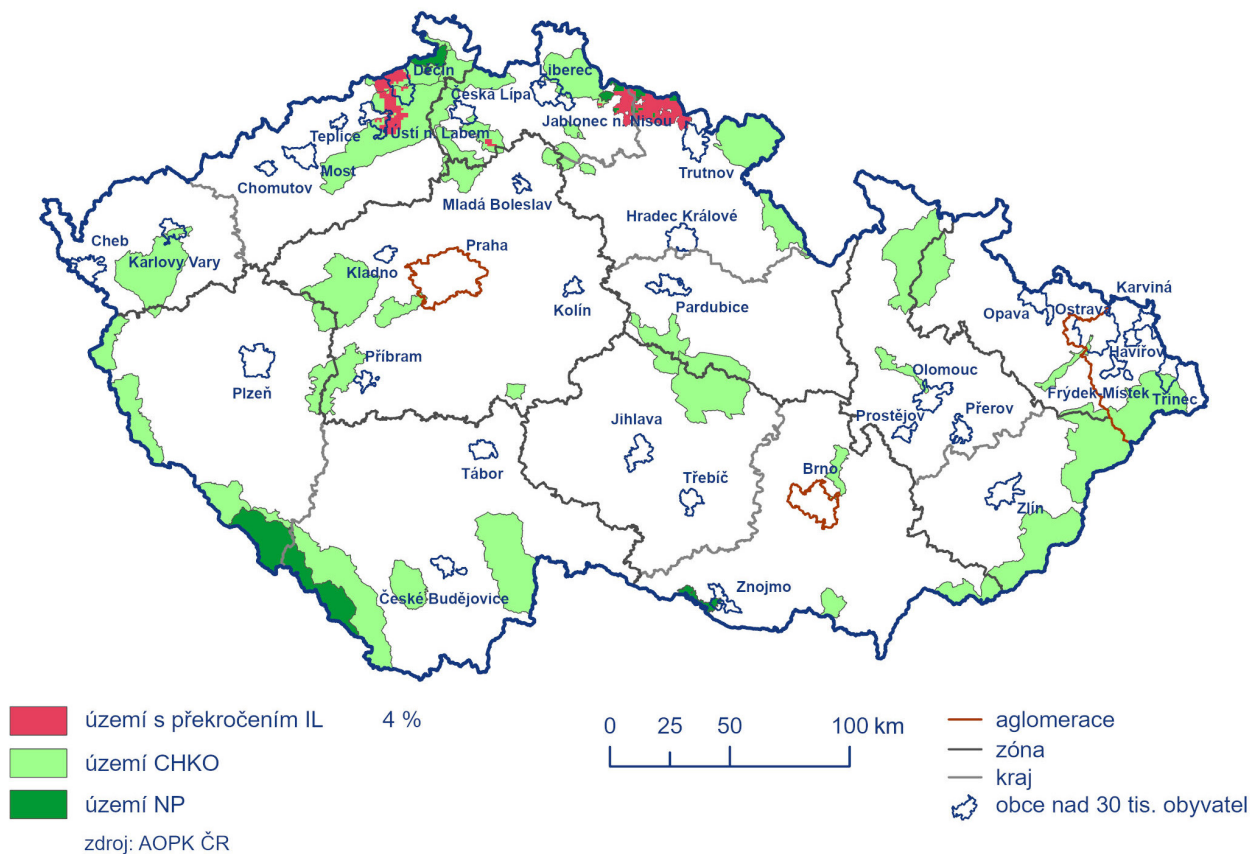 Děčín
Liberec
Česká Lípa
Jablonec n. Nisou
Teplice
Ústí n. Labem
Most
Chomutov
Trutnov
Mladá Boleslav
Hradec Králové
Cheb
Karlovy Vary
Praha
Kladno
Kolín
Pardubice
Karviná
Opava
Ostrava
Havířov
Příbram
Plzeň
Olomouc
Frýdek-Místek
Třinec
Prostějov
Přerov
Jihlava
Tábor
Třebíč
Brno
Zlín
České Budějovice
Znojmo
území s překročením IL 4 %
území CHKO
území NP
zdroj: AOPK ČR
0 25 50 100 km
aglomerace
zóna
kraj
obce nad 30 tis. obyvatel